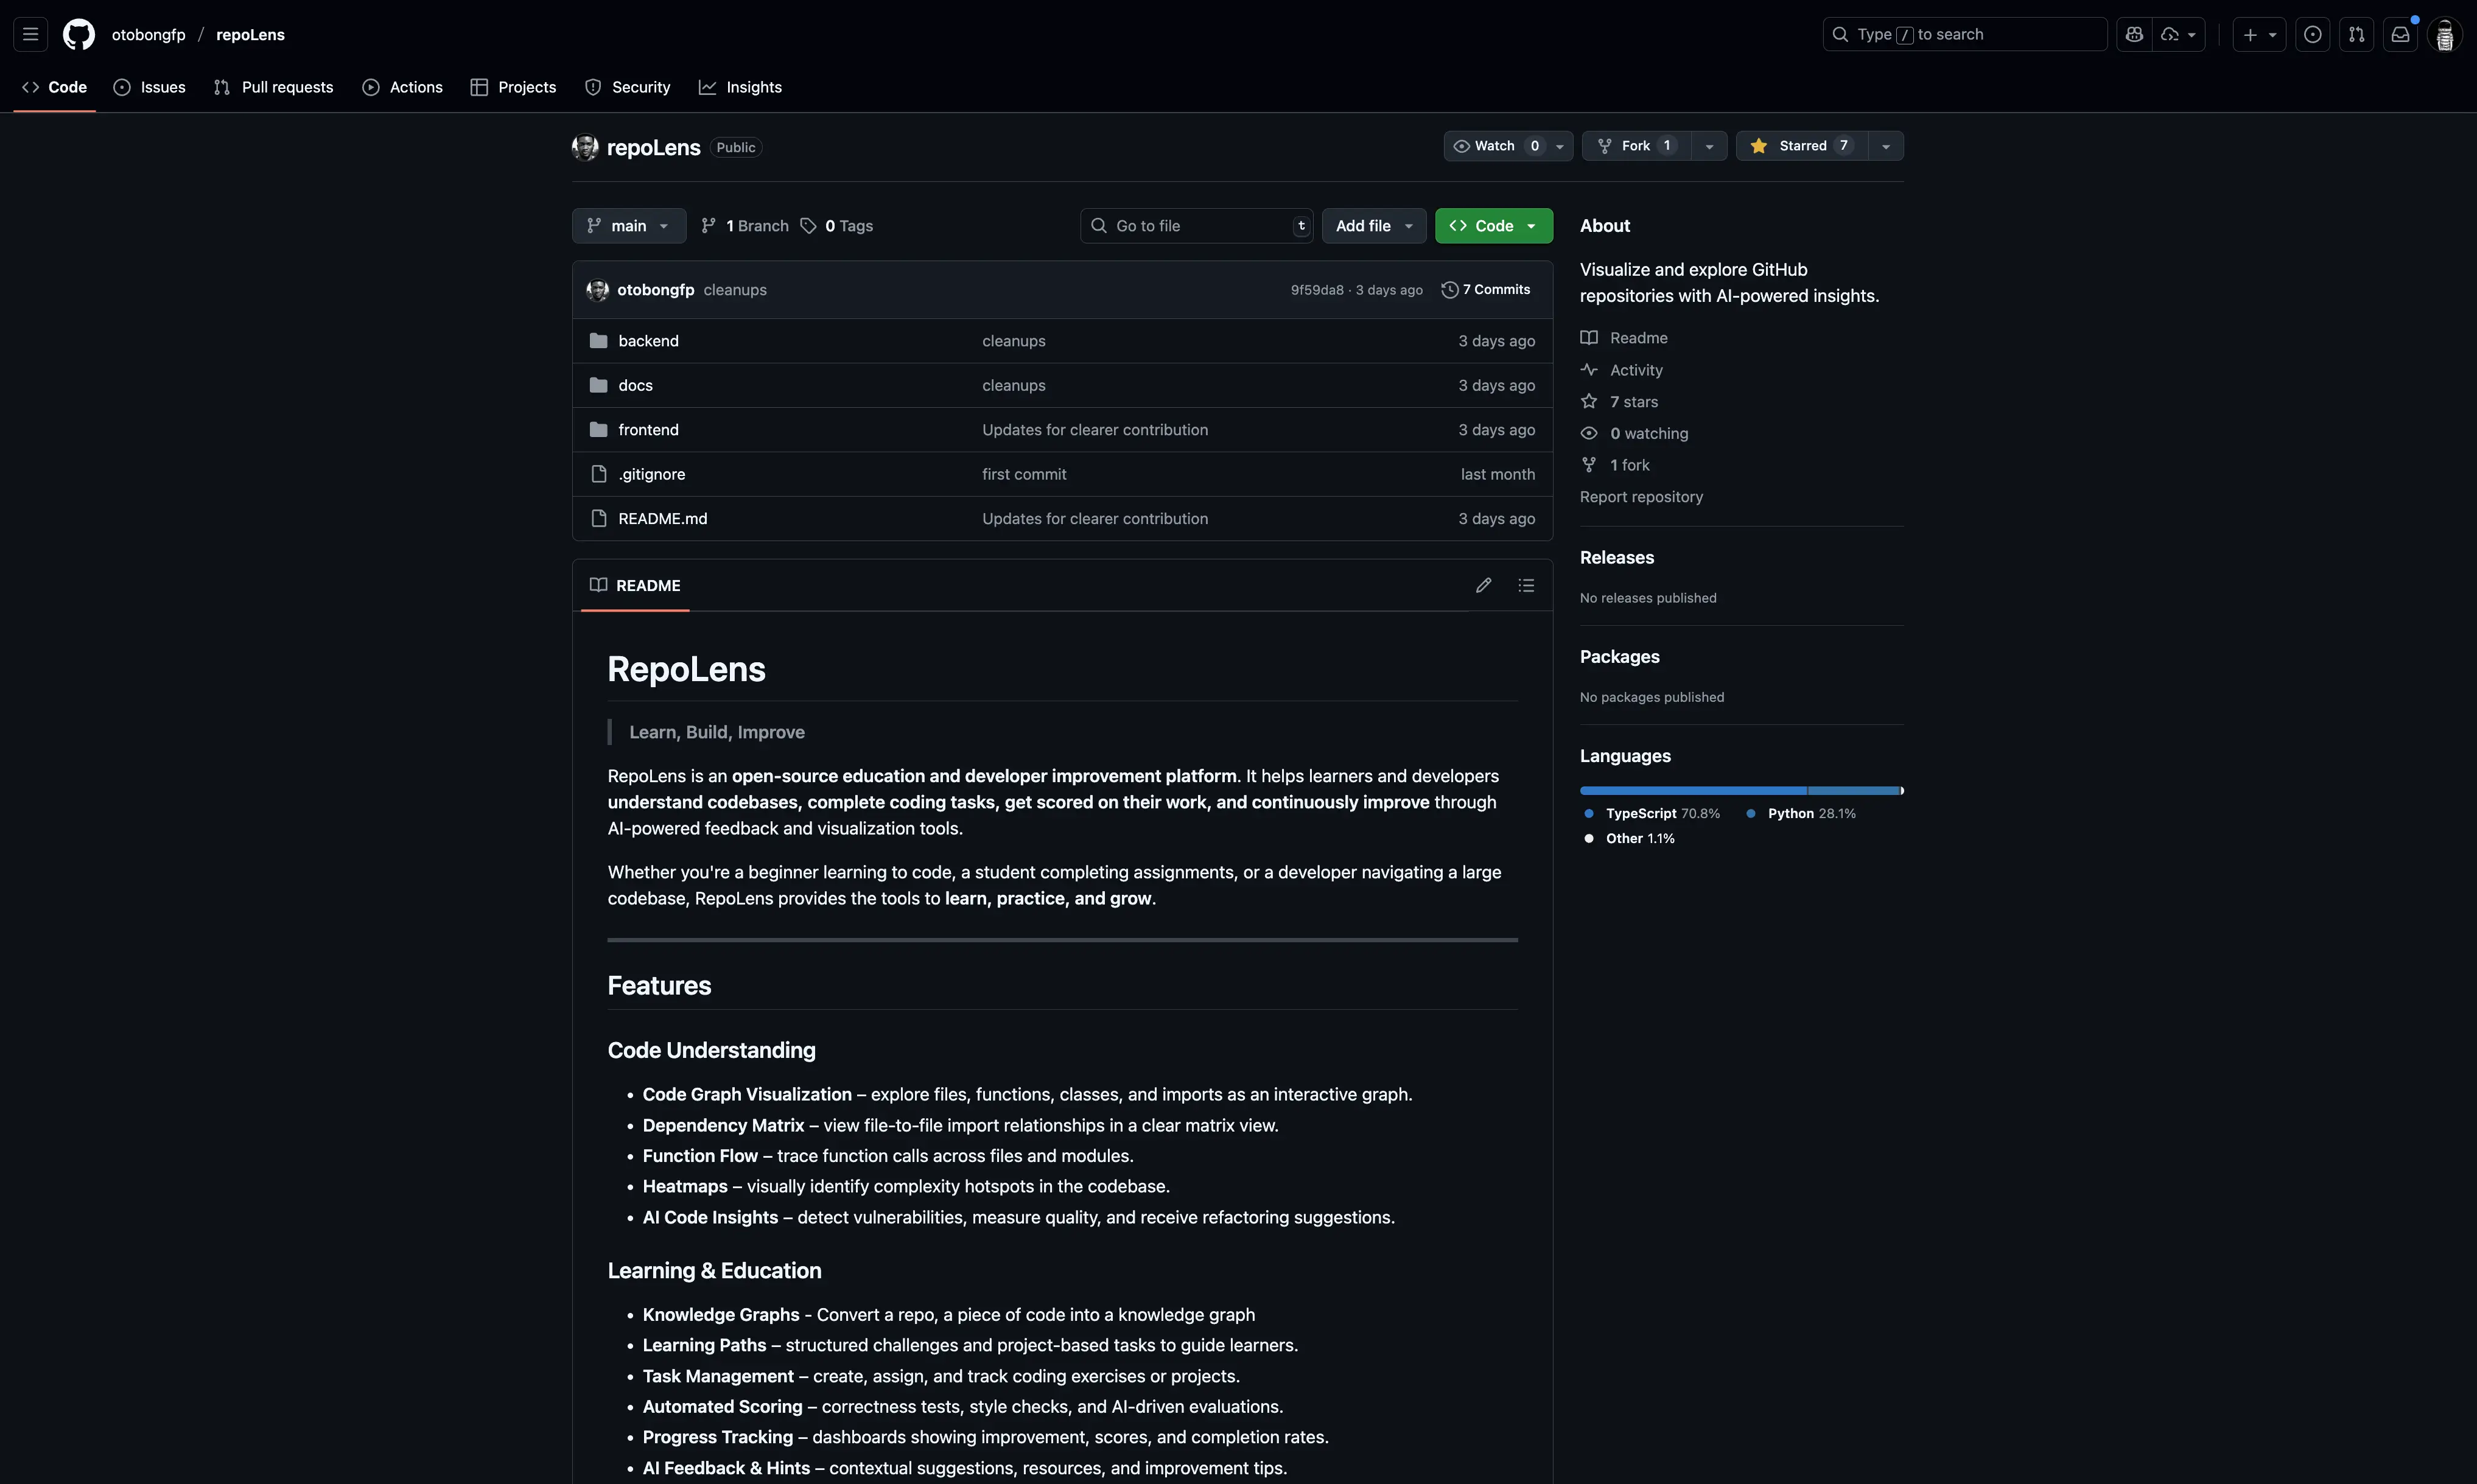 otobongfp / repoLens
Type / to search
Code Issues Pull requests Actions Projects Security Insights
repoLens Public
Watch 0 Fork 1 Starred 7
main 1 Branch 0 Tags Go to file t Add file Code
otobongfp cleanups 9f59da8 · 3 days ago 7 Commits
backend cleanups 3 days ago
docs cleanups 3 days ago
frontend Updates for clearer contribution 3 days ago
.gitignore first commit last month
README.md Updates for clearer contribution 3 days ago
README
RepoLens
Learn, Build, Improve
RepoLens is an open-source education and developer improvement platform. It helps learners and developers
understand codebases, complete coding tasks, get scored on their work, and continuously improve through
AI-powered feedback and visualization tools.
Whether you're a beginner learning to code, a student completing assignments, or a developer navigating a large
codebase, RepoLens provides the tools to learn, practice, and grow.
Features
Code Understanding
• Code Graph Visualization – explore files, functions, classes, and imports as an interactive graph.
• Dependency Matrix – view file-to-file import relationships in a clear matrix view.
• Function Flow – trace function calls across files and modules.
• Heatmaps – visually identify complexity hotspots in the codebase.
• AI Code Insights – detect vulnerabilities, measure quality, and receive refactoring suggestions.
Learning & Education
• Knowledge Graphs - Convert a repo, a piece of code into a knowledge graph
• Learning Paths – structured challenges and project-based tasks to guide learners.
• Task Management – create, assign, and track coding exercises or projects.
• Automated Scoring – correctness tests, style checks, and AI-driven evaluations.
• Progress Tracking – dashboards showing improvement, scores, and completion rates.
• AI Feedback & Hints – contextual suggestions, resources, and improvement tips.
About
Visualize and explore GitHub
repositories with AI-powered insights.
Readme
Activity
7 stars
0 watching
1 fork
Report repository
Releases
No releases published
Packages
No packages published
Languages
TypeScript 70.8% Python 28.1%
Other 1.1%